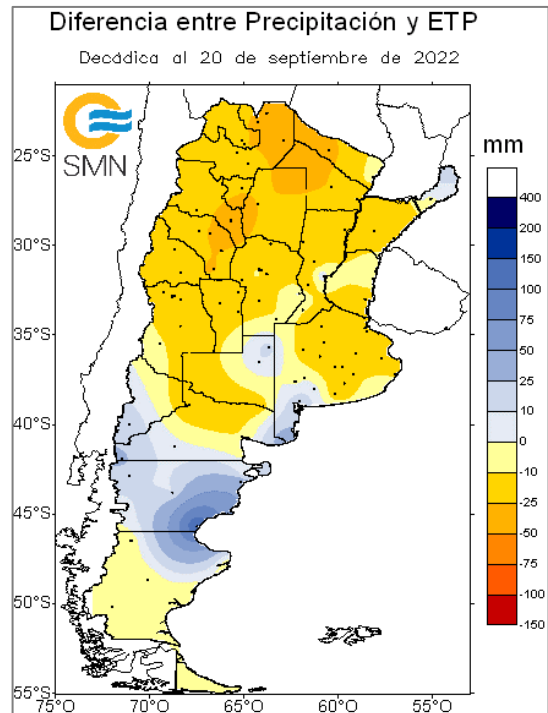 Diferencia entre Precipitación y ETP
Decádica al 20 de septiembre de 2022
SMN
mm
400
200
150
100
75
50
25
10
0
-10
-25
-50
-75
-100
-150
25°S
30°S
35°S
40°S
45°S
50°S
55°S
75°O 70°O 65°O 60°O 55°O